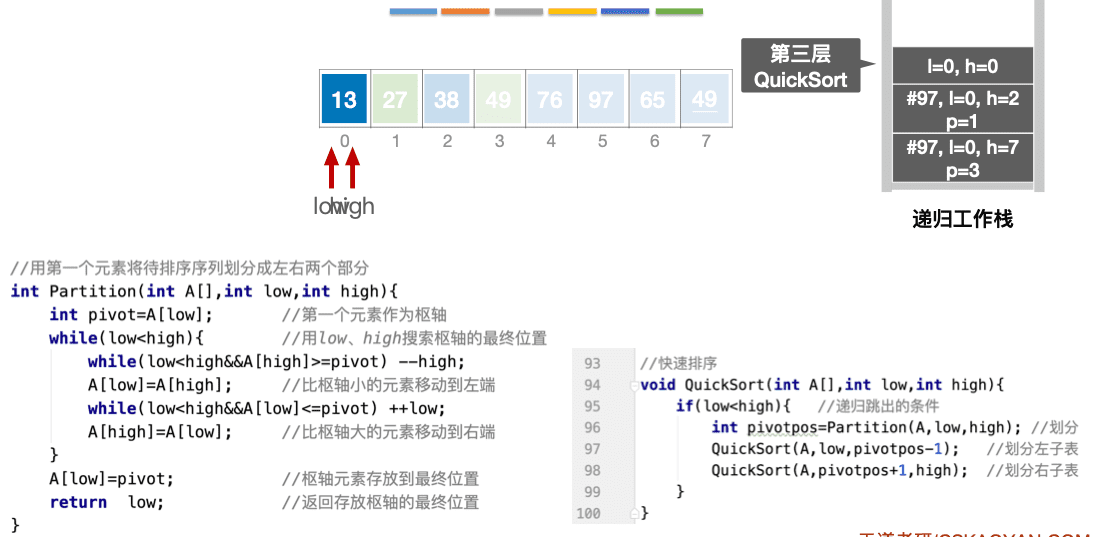 第三层
QuickSort
l=0, h=0
#97, l=0, h=2
p=1
#97, l=0, h=7
p=3
递归工作栈
13 27 38 49 76 97 65 49
0 1 2 3 4 5 6 7
low high
//用第一个元素将待排序序列划分成左右两个部分
int Partition(int A[],int low,int high){
int pivot=A[low]; //第一个元素作为枢轴
while(low<high){ //用low、high搜索枢轴的最终位置
while(low<high&&A[high]>=pivot) --high;
A[low]=A[high]; //比枢轴小的元素移动到左端
while(low<high&&A[low]<=pivot) ++low;
A[high]=A[low]; //比枢轴大的元素移动到右端
}
A[low]=pivot; //枢轴元素存放到最终位置
return low; //返回存放枢轴的最终位置
}
93 //快速排序
94 void QuickSort(int A[],int low,int high){
95 if(low<high){ //递归跳出的条件
96 int pivotpos=Partition(A,low,high); //划分
97 QuickSort(A,low,pivotpos-1); //划分左子表
98 QuickSort(A,pivotpos+1,high); //划分右子表
99 }
100 }